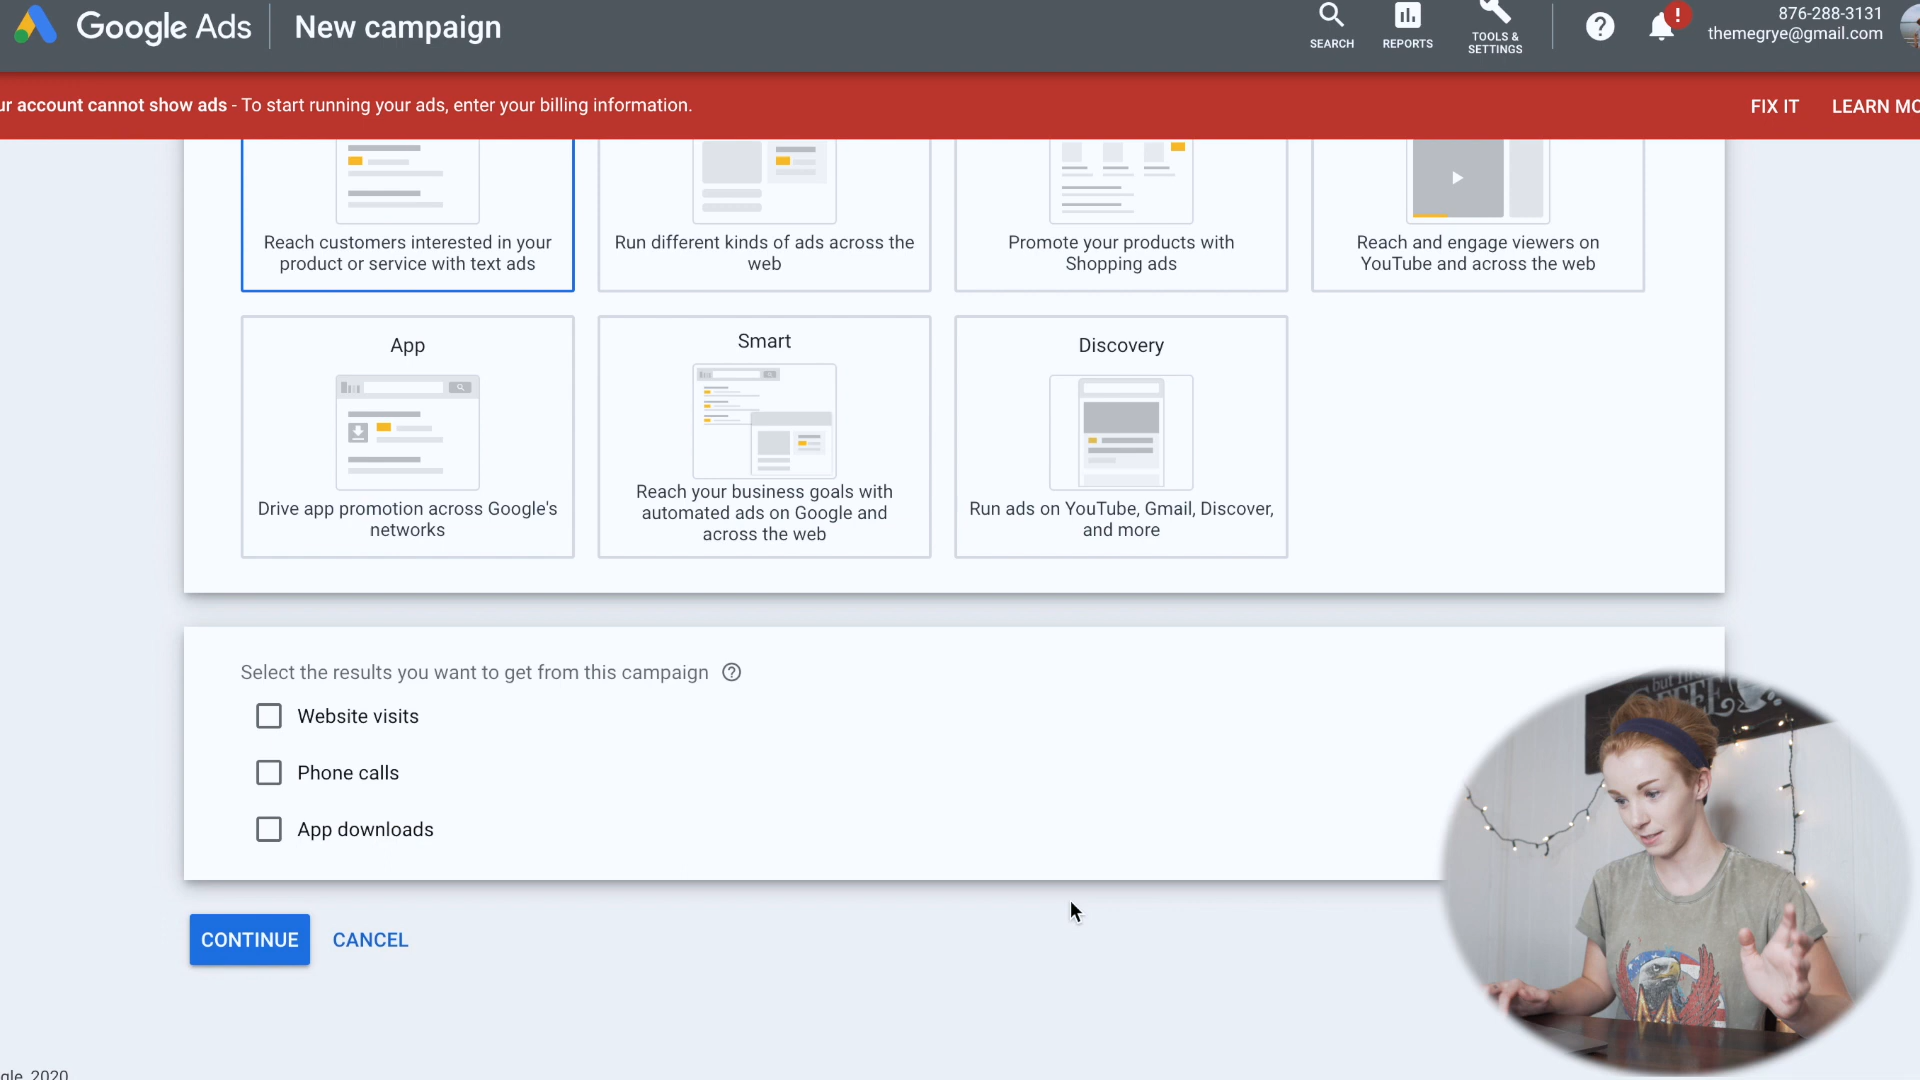 Google Ads
New campaign
SEARCH
REPORTS
TOOLS &
SETTINGS
!
876-288-3131
themegrye@gmail.com
ur account cannot show ads - To start running your ads, enter your billing information.
FIX IT
LEARN MO
Reach customers interested in your
product or service with text ads
Run different kinds of ads across the
web
Promote your products with
Shopping ads
Reach and engage viewers on
YouTube and across the web
App
Drive app promotion across Google's
networks
Smart
Reach your business goals with
automated ads on Google and
across the web
Discovery
Run ads on YouTube, Gmail, Discover,
and more
Select the results you want to get from this campaign ?
Website visits
Phone calls
App downloads
CONTINUE
CANCEL
gle, 2020
but first